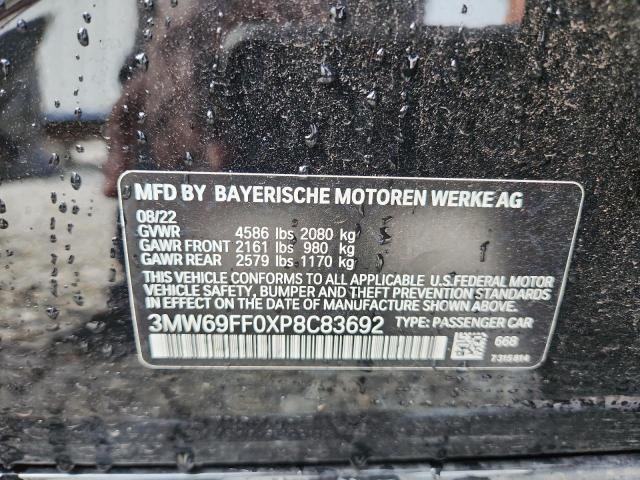 MFD BY BAYERISCHE MOTOREN WERKE AG
08/22
GVWR 4586 lbs 2080 kg
GAWR FRONT 2161 lbs 980 kg
GAWR REAR 2579 lbs 1170 kg
THIS VEHICLE CONFORMS TO ALL APPLICABLE U.S.FEDERAL MOTOR
VEHICLE SAFETY, BUMPER AND THEFT PREVENTION STANDARDS
IN EFFECT ON THE DATE OF MANUFACTURE SHOWN ABOVE.
3MW69FF0XP8C83692 TYPE: PASSENGER CAR
668
7315814